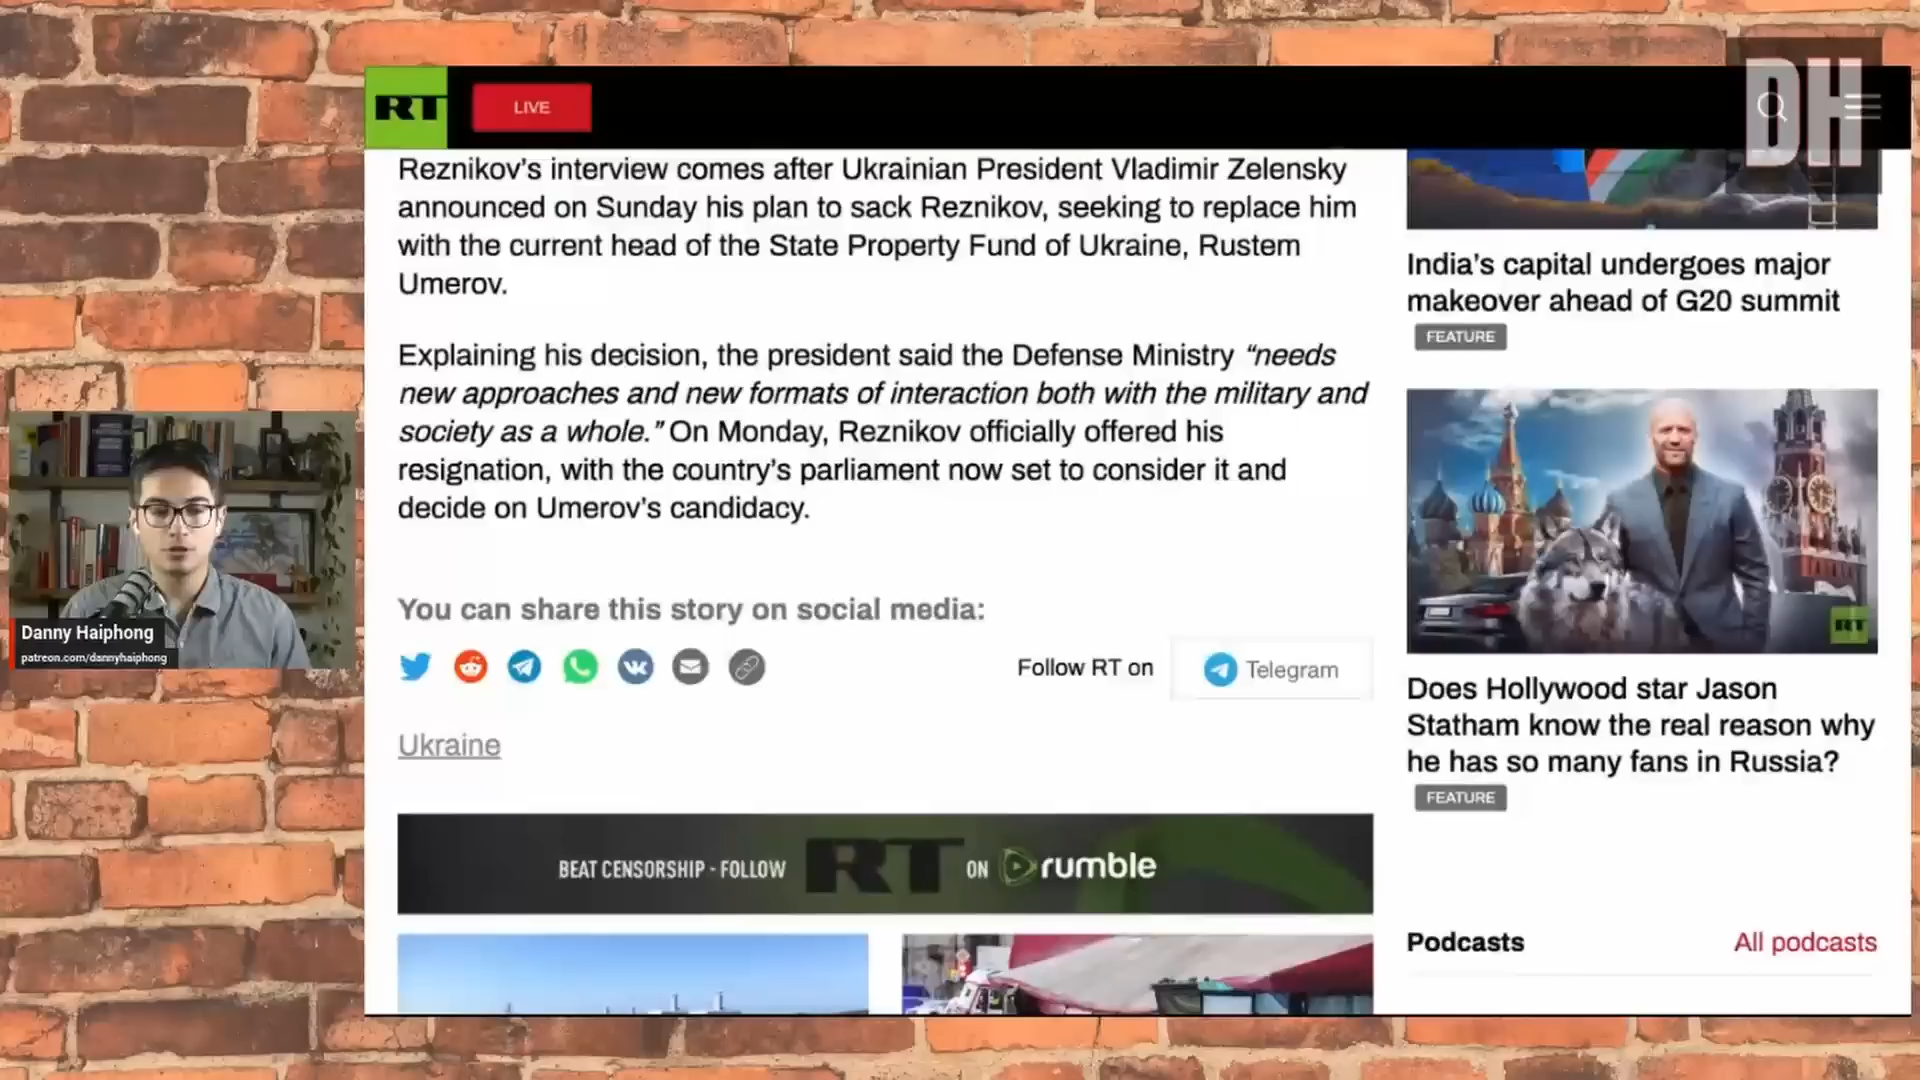 DH
RT
LIVE
Reznikov’s interview comes after Ukrainian President Vladimir Zelensky
announced on Sunday his plan to sack Reznikov, seeking to replace him
with the current head of the State Property Fund of Ukraine, Rustem
Umerov.
Explaining his decision, the president said the Defense Ministry “needs
new approaches and new formats of interaction both with the military and
society as a whole.” On Monday, Reznikov officially offered his
resignation, with the country’s parliament now set to consider it and
decide on Umerov’s candidacy.
You can share this story on social media:
Follow RT on
Telegram
Ukraine
BEAT CENSORSHIP - FOLLOW RT ON rumble
India’s capital undergoes major
makeover ahead of G20 summit
FEATURE
RT
Does Hollywood star Jason
Statham know the real reason why
he has so many fans in Russia?
FEATURE
Podcasts
All podcasts
Danny Haiphong
patreon.com/dannyhaiphong